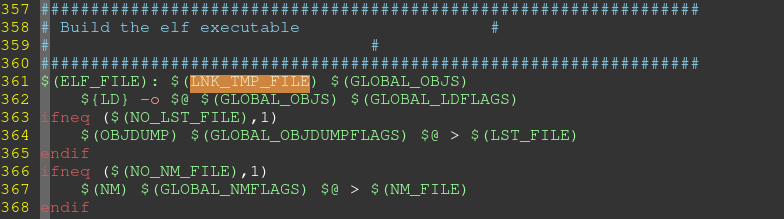 357 ##################################################################
358 # Build the elf executable                   #
359 #                                #
360 ##################################################################
361 $(ELF_FILE): $(LNK_TMP_FILE) $(GLOBAL_OBJS)
362     ${LD} -o $@ $(GLOBAL_OBJS) $(GLOBAL_LDFLAGS)
363 ifneq ($(NO_LST_FILE),1)
364     $(OBJDUMP) $(GLOBAL_OBJDUMPFLAGS) $@ > $(LST_FILE)
365 endif
366 ifneq ($(NO_NM_FILE),1)
367     $(NM) $(GLOBAL_NMFLAGS) $@ > $(NM_FILE)
368 endif